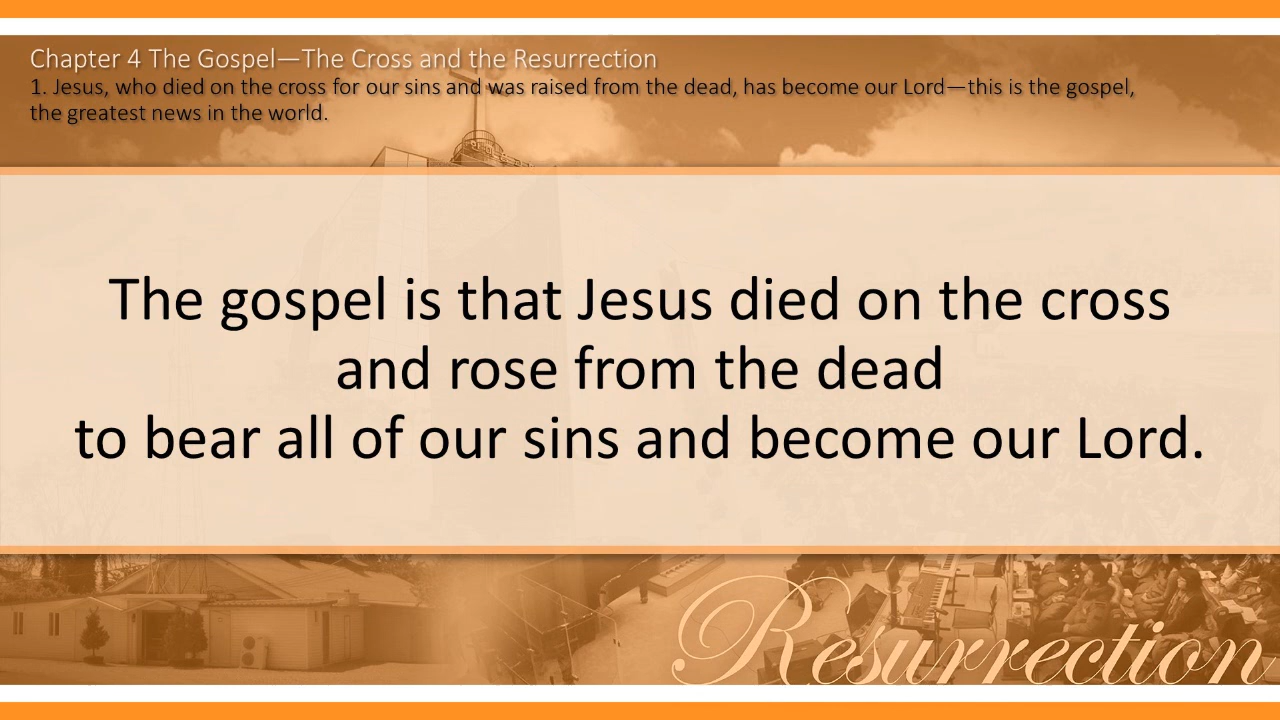 Chapter 4 The Gospel—The Cross and the Resurrection
1. Jesus, who died on the cross for our sins and was raised from the dead, has become our Lord—this is the gospel,
the greatest news in the world.
The gospel is that Jesus died on the cross
and rose from the dead
to bear all of our sins and become our Lord.
Resurrection